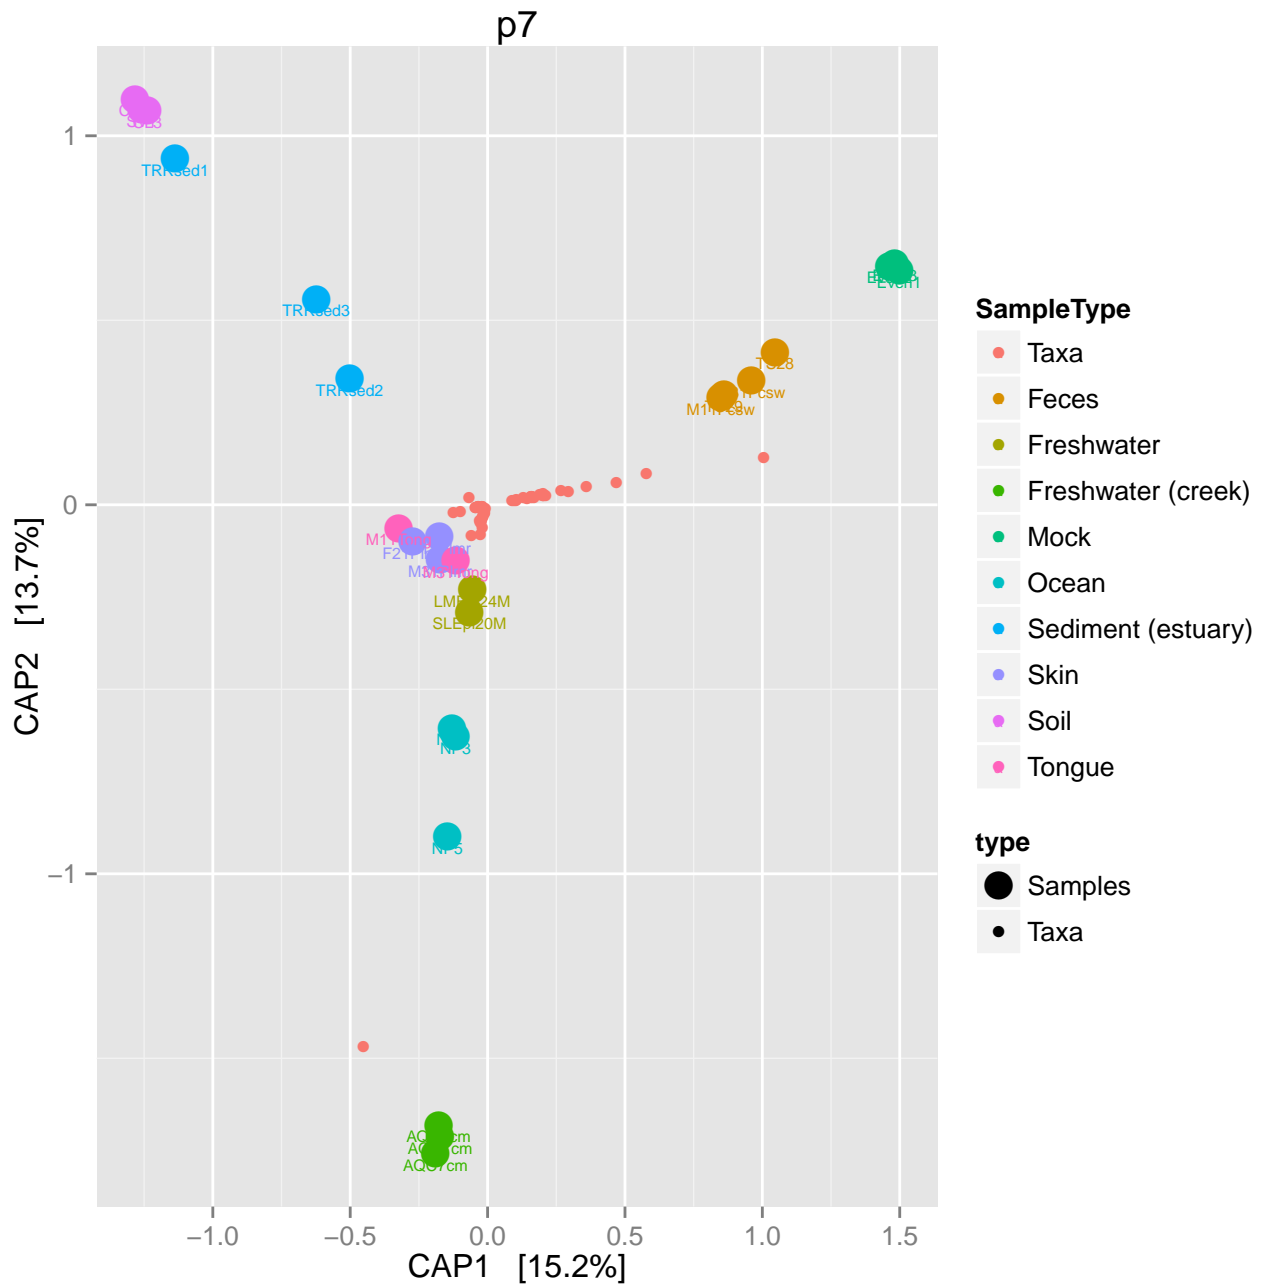 p7
1
0
−1
CAP2 [13.7%]
−1.0
−0.5
0.0
0.5
1.0
1.5
CAP1 [15.2%]
TRRsed1
TRRsed3
TRRsed2
Even1
TS28
M11Fcsw
SLEpi20M
NP3
NP5
AQC7cm
SampleType
Taxa
Feces
Freshwater
Freshwater (creek)
Mock
Ocean
Sediment (estuary)
Skin
Soil
Tongue
type
Samples
Taxa